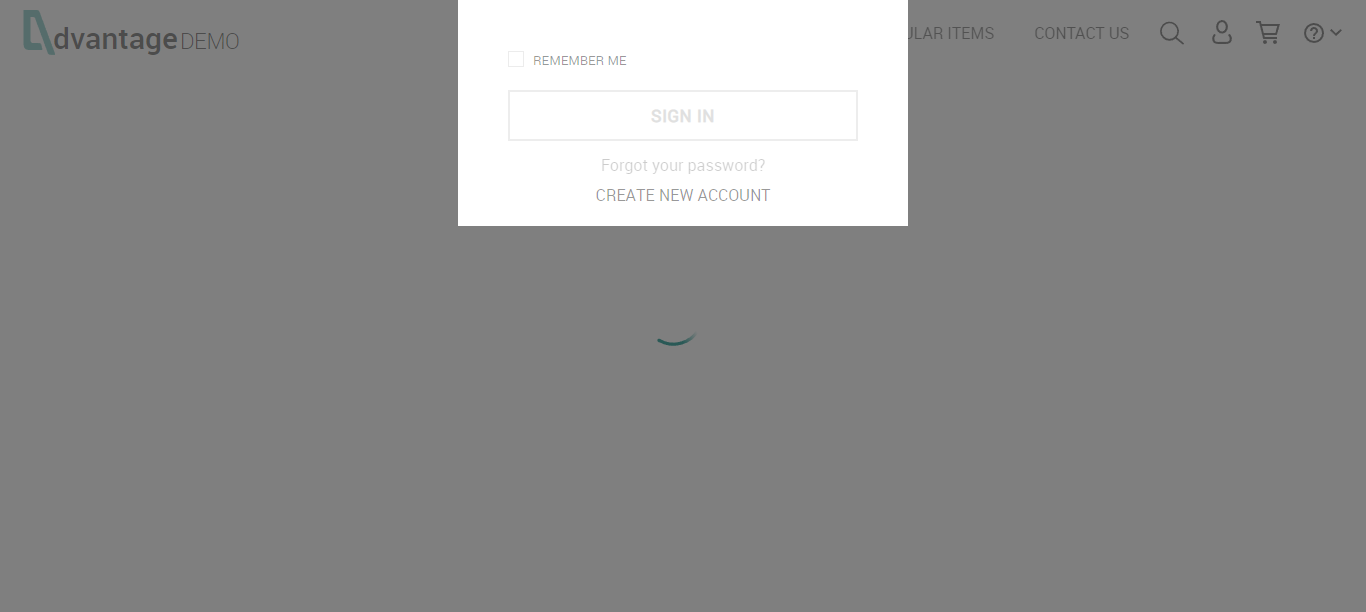 dvantage DEMO
ULAR ITEMS
CONTACT US
REMEMBER ME
SIGN IN
Forgot your password?
CREATE NEW ACCOUNT